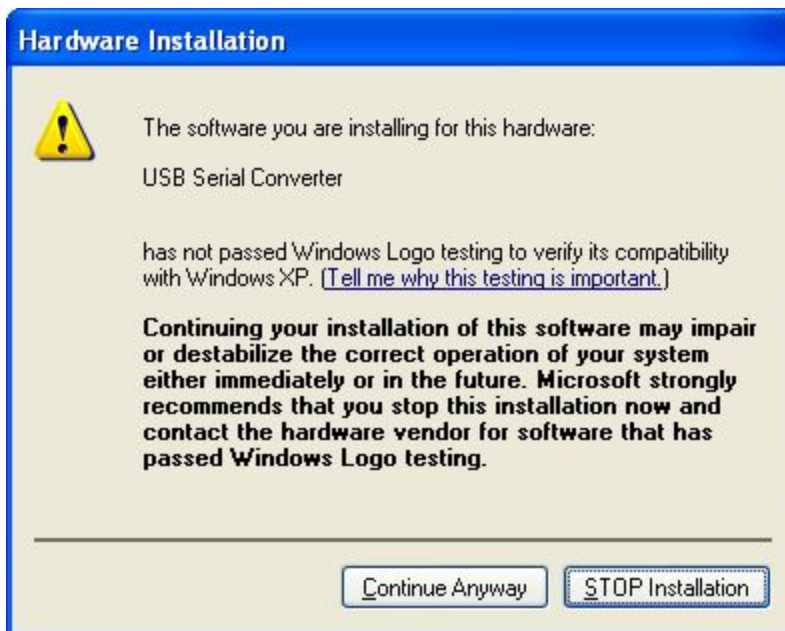 Hardware Installation
The software you are installing for this hardware:
USB Serial Converter
has not passed Windows Logo testing to verify its compatibility
with Windows XP. (Tell me why this testing is important.)
Continuing your installation of this software may impair
or destabilize the correct operation of your system
either immediately or in the future. Microsoft strongly
recommends that you stop this installation now and
contact the hardware vendor for software that has
passed Windows Logo testing.
Continue Anyway STOP Installation